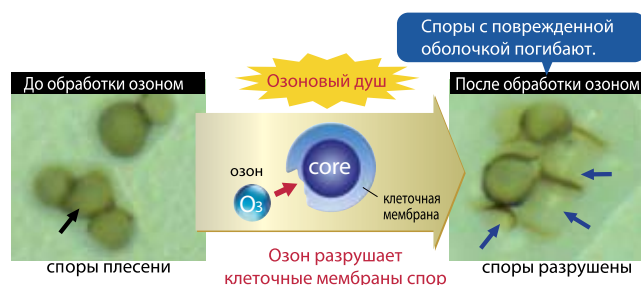 Споры с поврежденной
оболочкой погибают.
До обработки озоном
Озоновый душ
После обработки озоном
озон
O₃
core
клеточная
мембрана
споры плесени
Озон разрушает
клеточные мембраны спор
споры разрушены